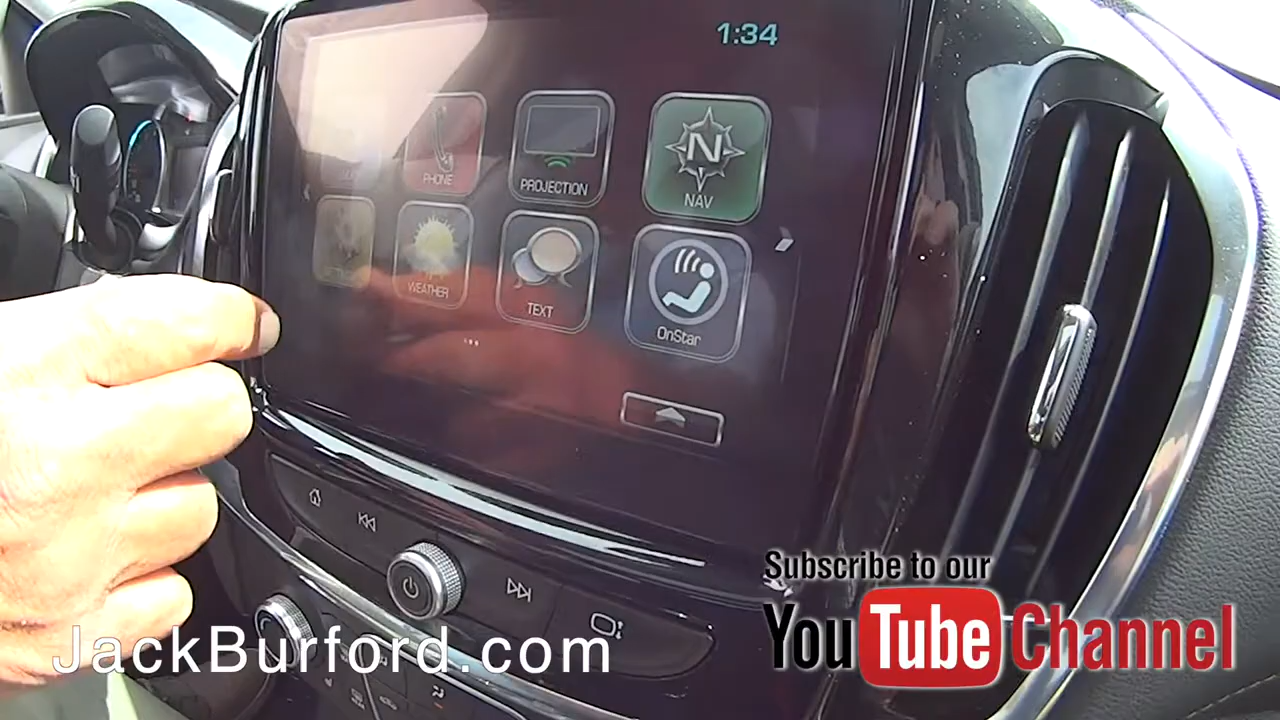 1:34
PHONE
PROJECTION
N
NAV
WEATHER
TEXT
OnStar
Subscribe to our
YouTube Channel
JackBurford.com